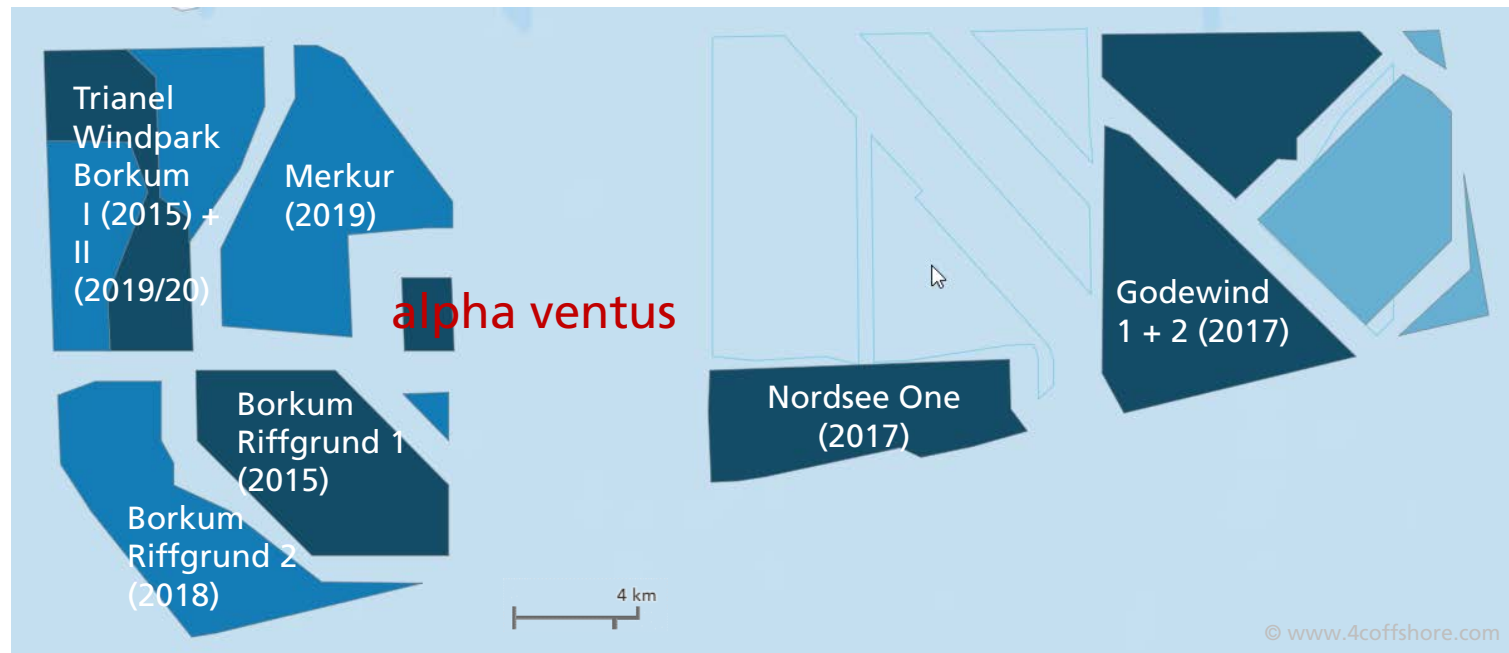 Trianel
Windpark
Borkum
I (2015) +
II
(2019/20)
Merkur
(2019)
alpha ventus
Borkum
Riffgrund 1
(2015)
Borkum
Riffgrund 2
(2018)
Nordsee One
(2017)
Godewind
1 + 2 (2017)
4 km
© www.4coffshore.com